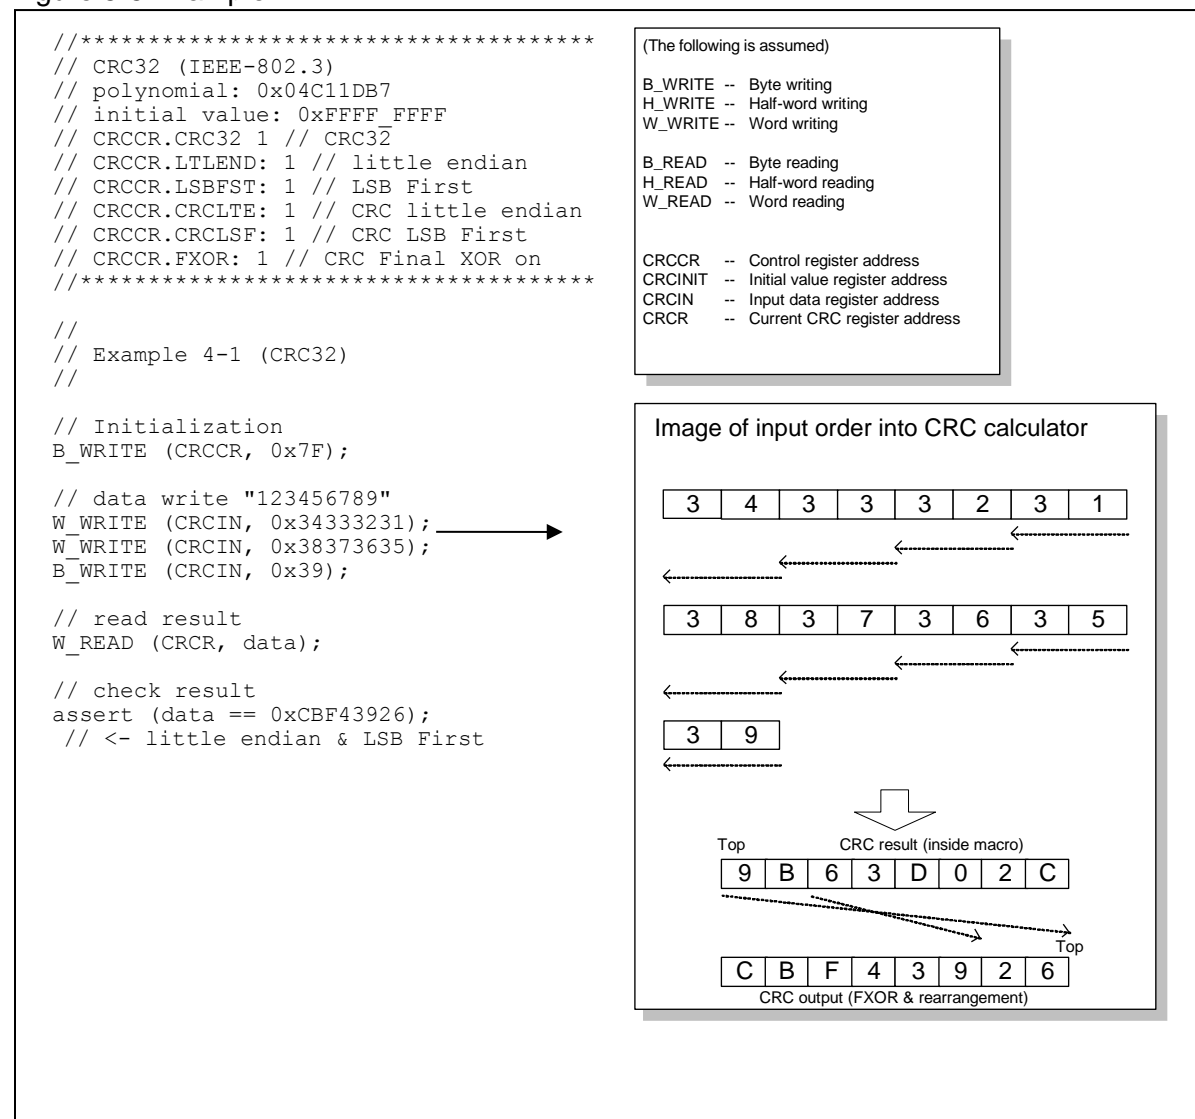 //**************************************
// CRC32 (IEEE-802.3)
// polynomial: 0x04C11DB7
// initial value: 0xFFFF_FFFF
// CRCCR.CRC32 1 // CRC32
// CRCCR.LTLEND: 1 // little endian
// CRCCR.LSBFST: 1 // LSB First
// CRCCR.CRCLTE: 1 // CRC little endian
// CRCCR.CRCLSF: 1 // CRC LSB First
// CRCCR.FXOR: 1 // CRC Final XOR on
//**************************************
//
// Example 4-1 (CRC32)
//
// Initialization
B_WRITE (CRCCR, 0x7F);
// data write "123456789"
W_WRITE (CRCIN, 0x34333231);
W_WRITE (CRCIN, 0x38373635);
B_WRITE (CRCIN, 0x39);
// read result
W_READ (CRCR, data);
// check result
assert (data == 0xCBF43926);
// <- little endian & LSB First
(The following is assumed)
B_WRITE -- Byte writing
H_WRITE -- Half-word writing
W_WRITE -- Word writing
B_READ -- Byte reading
H_READ -- Half-word reading
W_READ -- Word reading
CRCCR -- Control register address
CRCINIT -- Initial value register address
CRCIN -- Input data register address
CRCR -- Current CRC register address
Image of input order into CRC calculator
3 4 3 3 3 2 3 1
3 8 3 7 3 6 3 5
3 9
Top CRC result (inside macro)
9 B 6 3 D 0 2 C
Top
C B F 4 3 9 2 6
CRC output (FXOR & rearrangement)